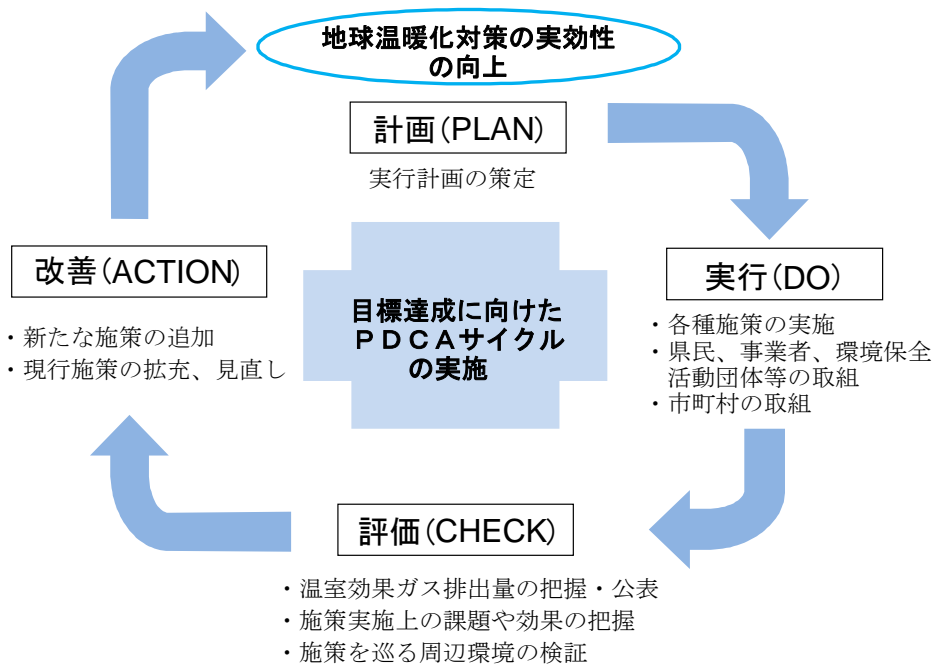 地球温暖化対策の実効性
の向上
計画(PLAN)
実行計画の策定
実行(DO)
・各種施策の実施
・県民、事業者、環境保全
活動団体等の取組
・市町村の取組
評価(CHECK)
・温室効果ガス排出量の把握・公表
・施策実施上の課題や効果の把握
・施策を巡る周辺環境の検証
改善(ACTION)
・新たな施策の追加
・現行施策の拡充、見直し
目標達成に向けた
ＰＤＣＡサイクル
の実施